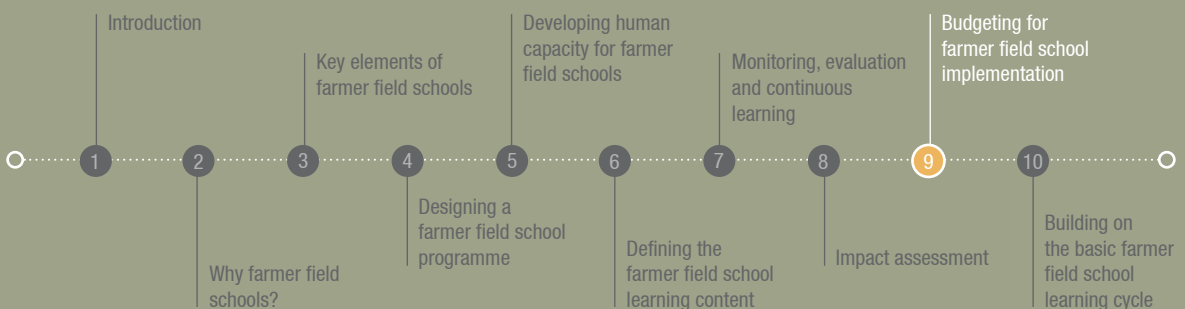 Introduction
Key elements of
farmer field schools
Developing human
capacity for farmer
field schools
Monitoring, evaluation
and continuous
learning
Budgeting for
farmer field school
implementation
1
2
3
4
5
6
7
8
9
10
Why farmer field
schools?
Designing a
farmer field school
programme
Defining the
farmer field school
learning content
Impact assessment
Building on
the basic farmer
field school
learning cycle